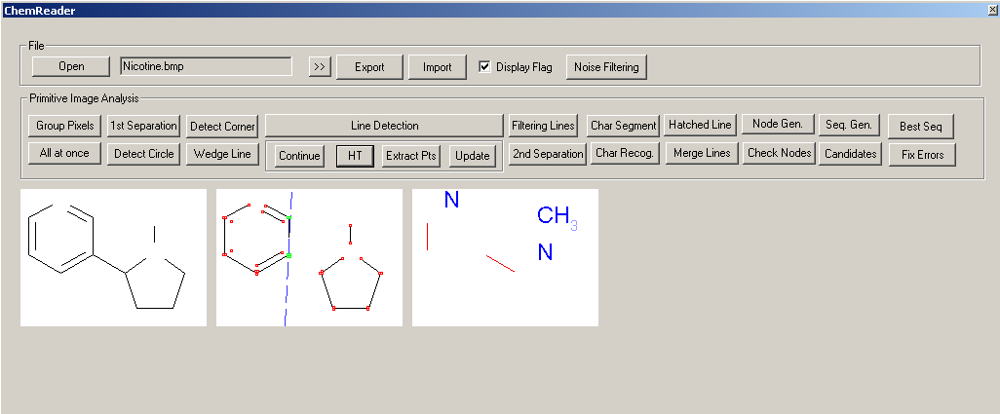 ChemReader
File
Open Nicotine.bmp >> Export Import Display Flag Noise Filtering
Primitive Image Analysis
Group Pixels 1st Separation Detect Corner Line Detection Filtering Lines Char Segment Hatched Line Node Gen. Seq. Gen. Best Seq
All at once Detect Circle Wedge Line Continue HT Extract Pts Update 2nd Separation Char Recog. Merge Lines Check Nodes Candidates Fix Errors
N
CH3
N